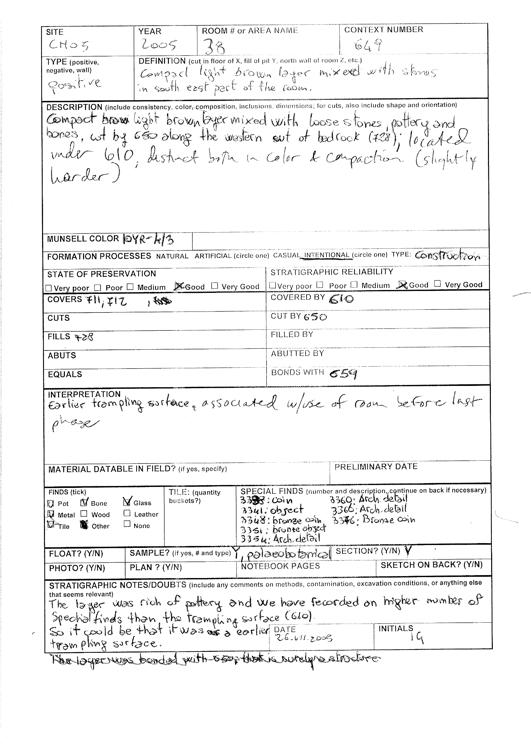 SITE YEAR ROOM # or AREA NAME CONTEXT NUMBER
CH05 2005 38 649
TYPE (positive, negative, wall) DEFINITION (cut in floor of X, fill of pit Y, north wall of room Z, etc.)
positive Compact light brown layer mixed with stones
in south east part of the room.
DESCRIPTION (include consistency, color, composition, inclusions, dimensions; for cuts, also include shape and orientation)
Compact light brown layer mixed with loose stones, pottery and
bones, cut by 650 along the western cut of bedrock (728); located
under 610, distinct both in color & compaction (slightly
harder)
MUNSELL COLOR 10YR-4/3
FORMATION PROCESSES NATURAL ARTIFICIAL (circle one) CASUAL INTENTIONAL (circle one) TYPE: Construction
STATE OF PRESERVATION STRATIGRAPHIC RELIABILITY
Very poor Poor Medium Good Very Good Very poor Poor Medium Good Very Good
COVERS 711, 712 COVERED BY 610
CUTS CUT BY 650
FILLS 728 FILLED BY
ABUTS ABUTTED BY
EQUALS BONDS WITH 659
INTERPRETATION
Earlier trampling surface, associated w/use of room before last
phase
MATERIAL DATABLE IN FIELD? (if yes, specify) PRELIMINARY DATE
FINDS (tick) TILE: (quantity buckets?) SPECIAL FINDS (number and description, continue on back if necessary)
Pot Bone Glass : coin 3360: Arch. detail
Metal Wood Leather 3341: object Arch. detail
Tile Other None 3348: bronze coin 3376: Bronze coin
3351: bronze object
3354: Arch. detail
FLOAT? (Y/N) SAMPLE? (if yes, # and type) Y, palaeobotanical SECTION? (Y/N) Y
PHOTO? (Y/N) PLAN? (Y/N) NOTEBOOK PAGES SKETCH ON BACK? (Y/N)
STRATIGRAPHIC NOTES/DOUBTS (include any comments on methods, contamination, excavation conditions, or anything else
that seems relevant)
The layer was rich of pottery and we have recorded an higher number of
special finds than the trampling surface (610).
So it could be that it was a earlier DATE INITIALS
trampling surface. 26.VII.2005 IG
The layer was bonded with 659, that is surely a structure